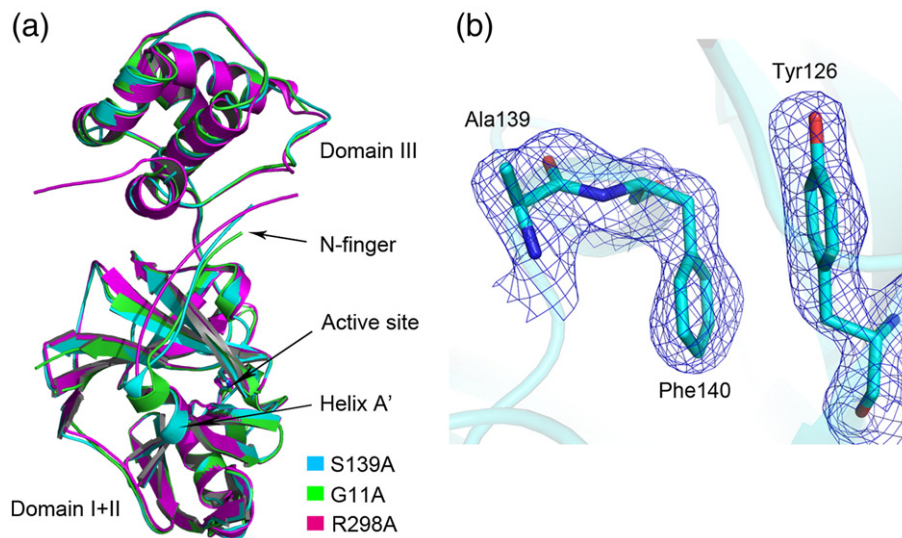 (a)
Domain III
N-finger
Active site
Helix A'
Domain I+II
S139A
G11A
R298A
(b)
Tyr126
Ala139
Phe140